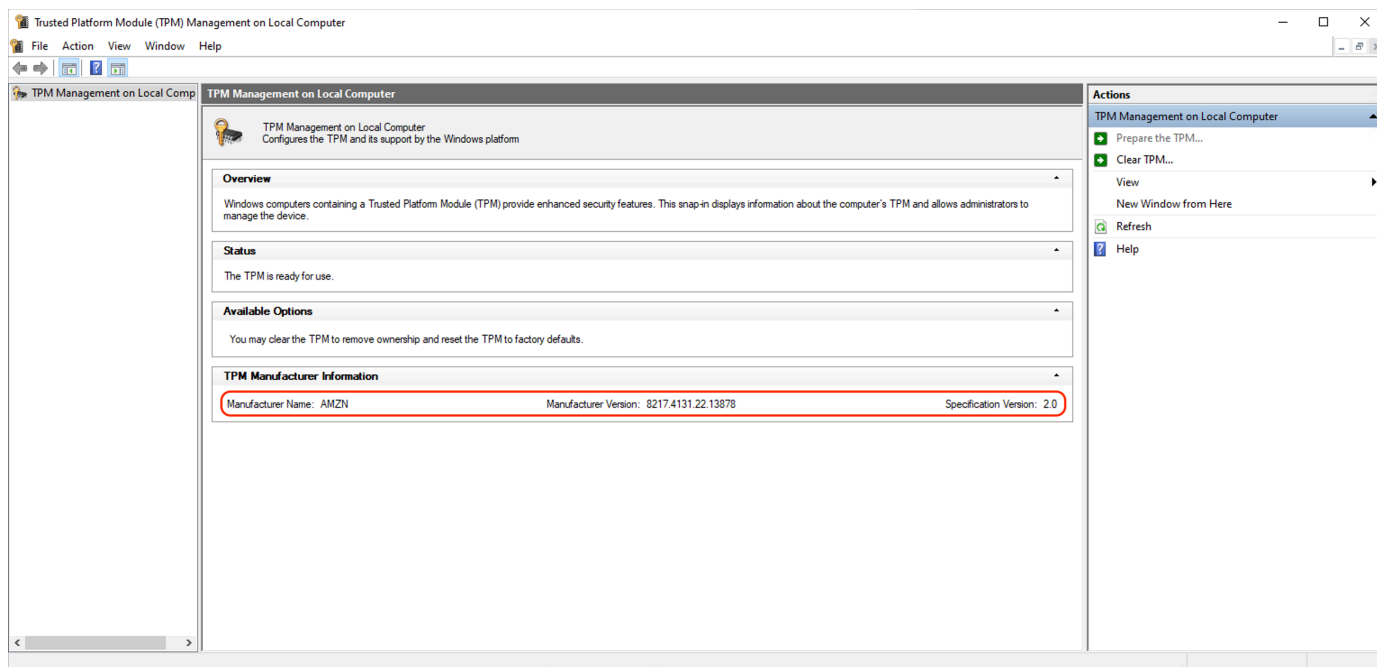 Trusted Platform Module (TPM) Management on Local Computer
File Action View Window Help
TPM Management on Local Comp
TPM Management on Local Computer
TPM Management on Local Computer
Configures the TPM and its support by the Windows platform
Overview
Windows computers containing a Trusted Platform Module (TPM) provide enhanced security features. This snap-in displays information about the computer's TPM and allows administrators to
manage the device.
Status
The TPM is ready for use.
Available Options
You may clear the TPM to remove ownership and reset the TPM to factory defaults.
TPM Manufacturer Information
Manufacturer Name: AMZN Manufacturer Version: 8217.4131.22.13878 Specification Version: 2.0
Actions
TPM Management on Local Computer
Prepare the TPM...
Clear TPM...
View
New Window from Here
Refresh
Help